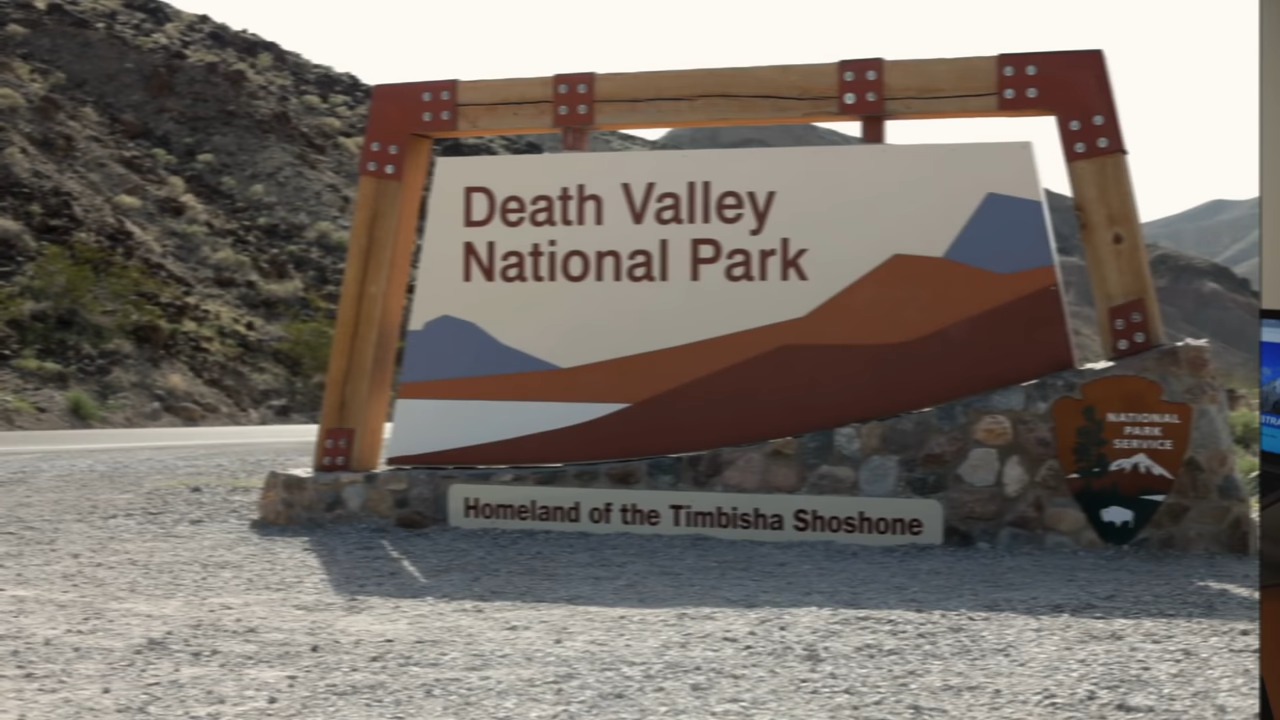 Death Valley
National Park
NATIONAL
PARK
SERVICE
Homeland of the Timbisha Shoshone